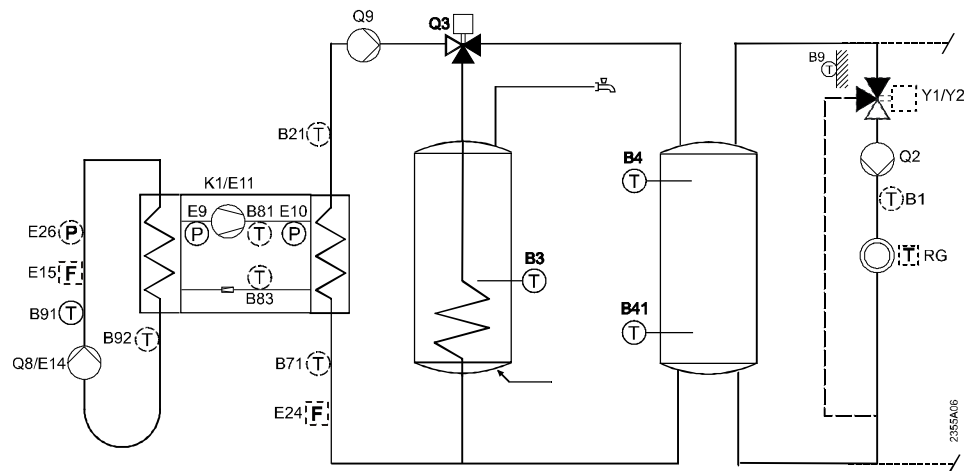 Q9
Q3
B9
T
Y1/Y2
B21 T
Q2
K1/E11
B4
T
T B1
E9 B81 E10
P T P
E26 P
T RG
E15 F
T
B83
B3
T
B91 T
B92 T
B41
T
Q8/E14
B71 T
E24 F
2355A06